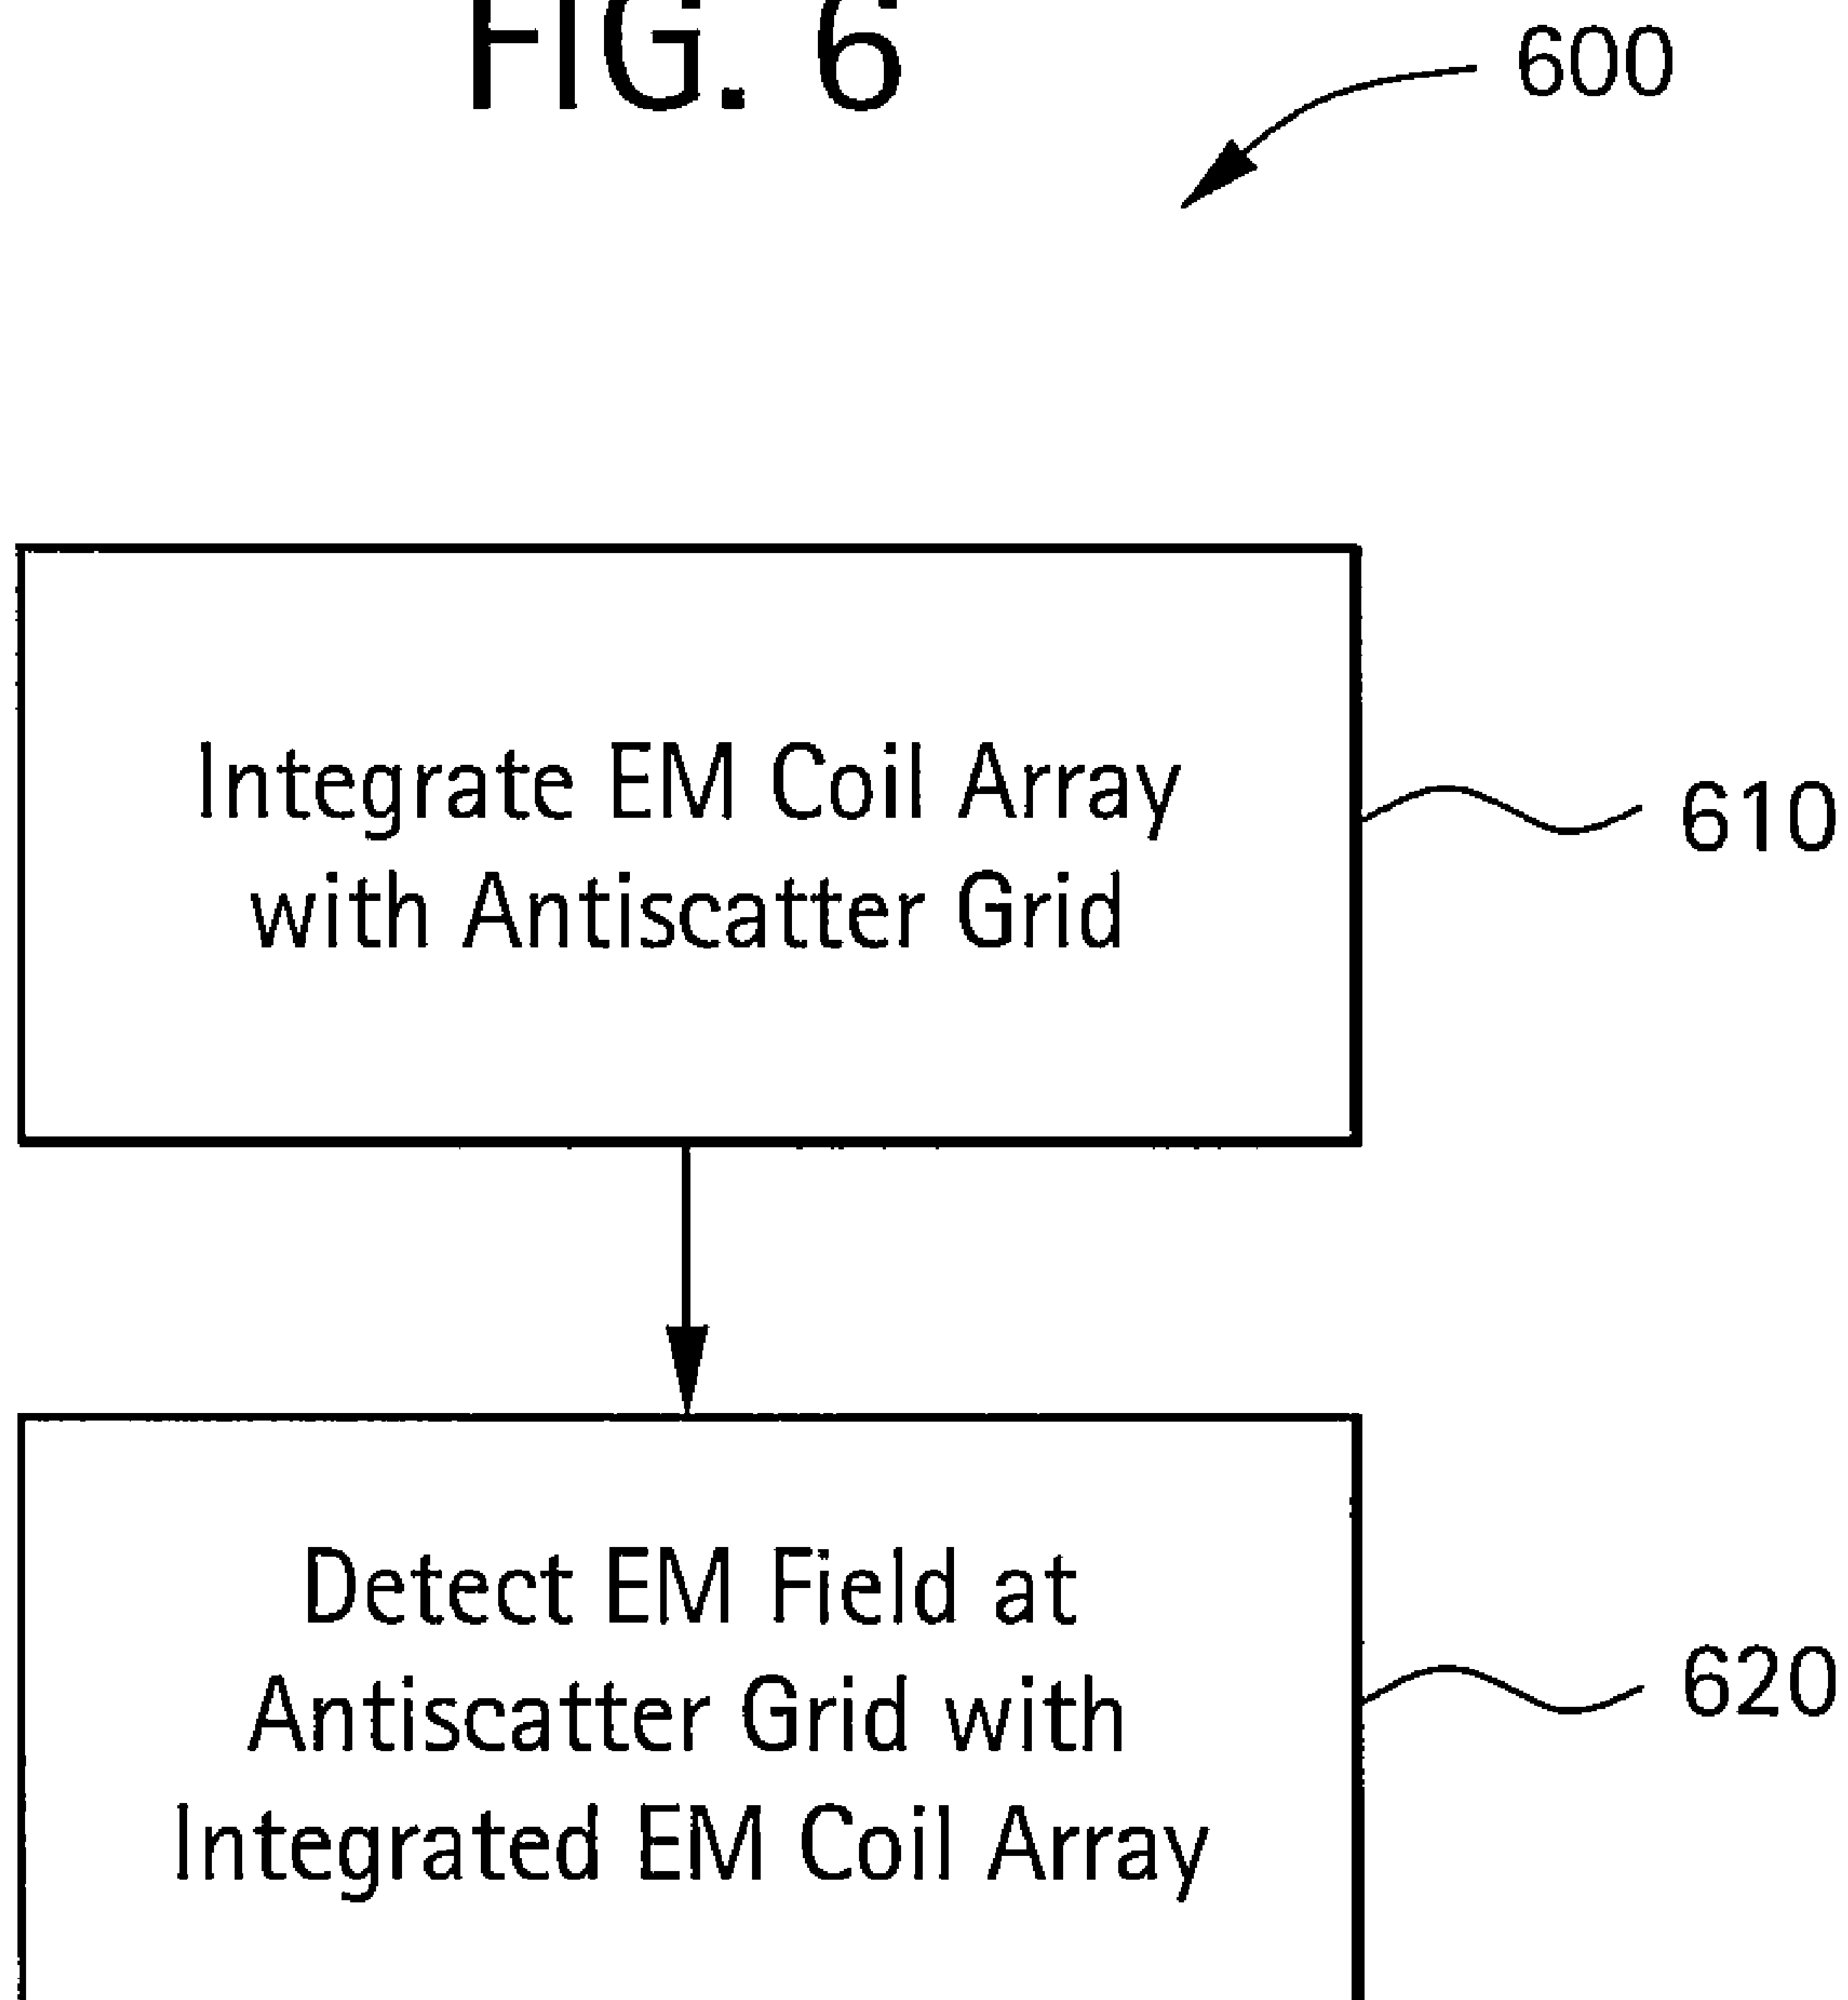 FIG. 6
600
Integrate EM Coil Array
with Antiscatter Grid
610
Detect EM Field at
Antiscatter Grid with
Integrated EM Coil Array
620